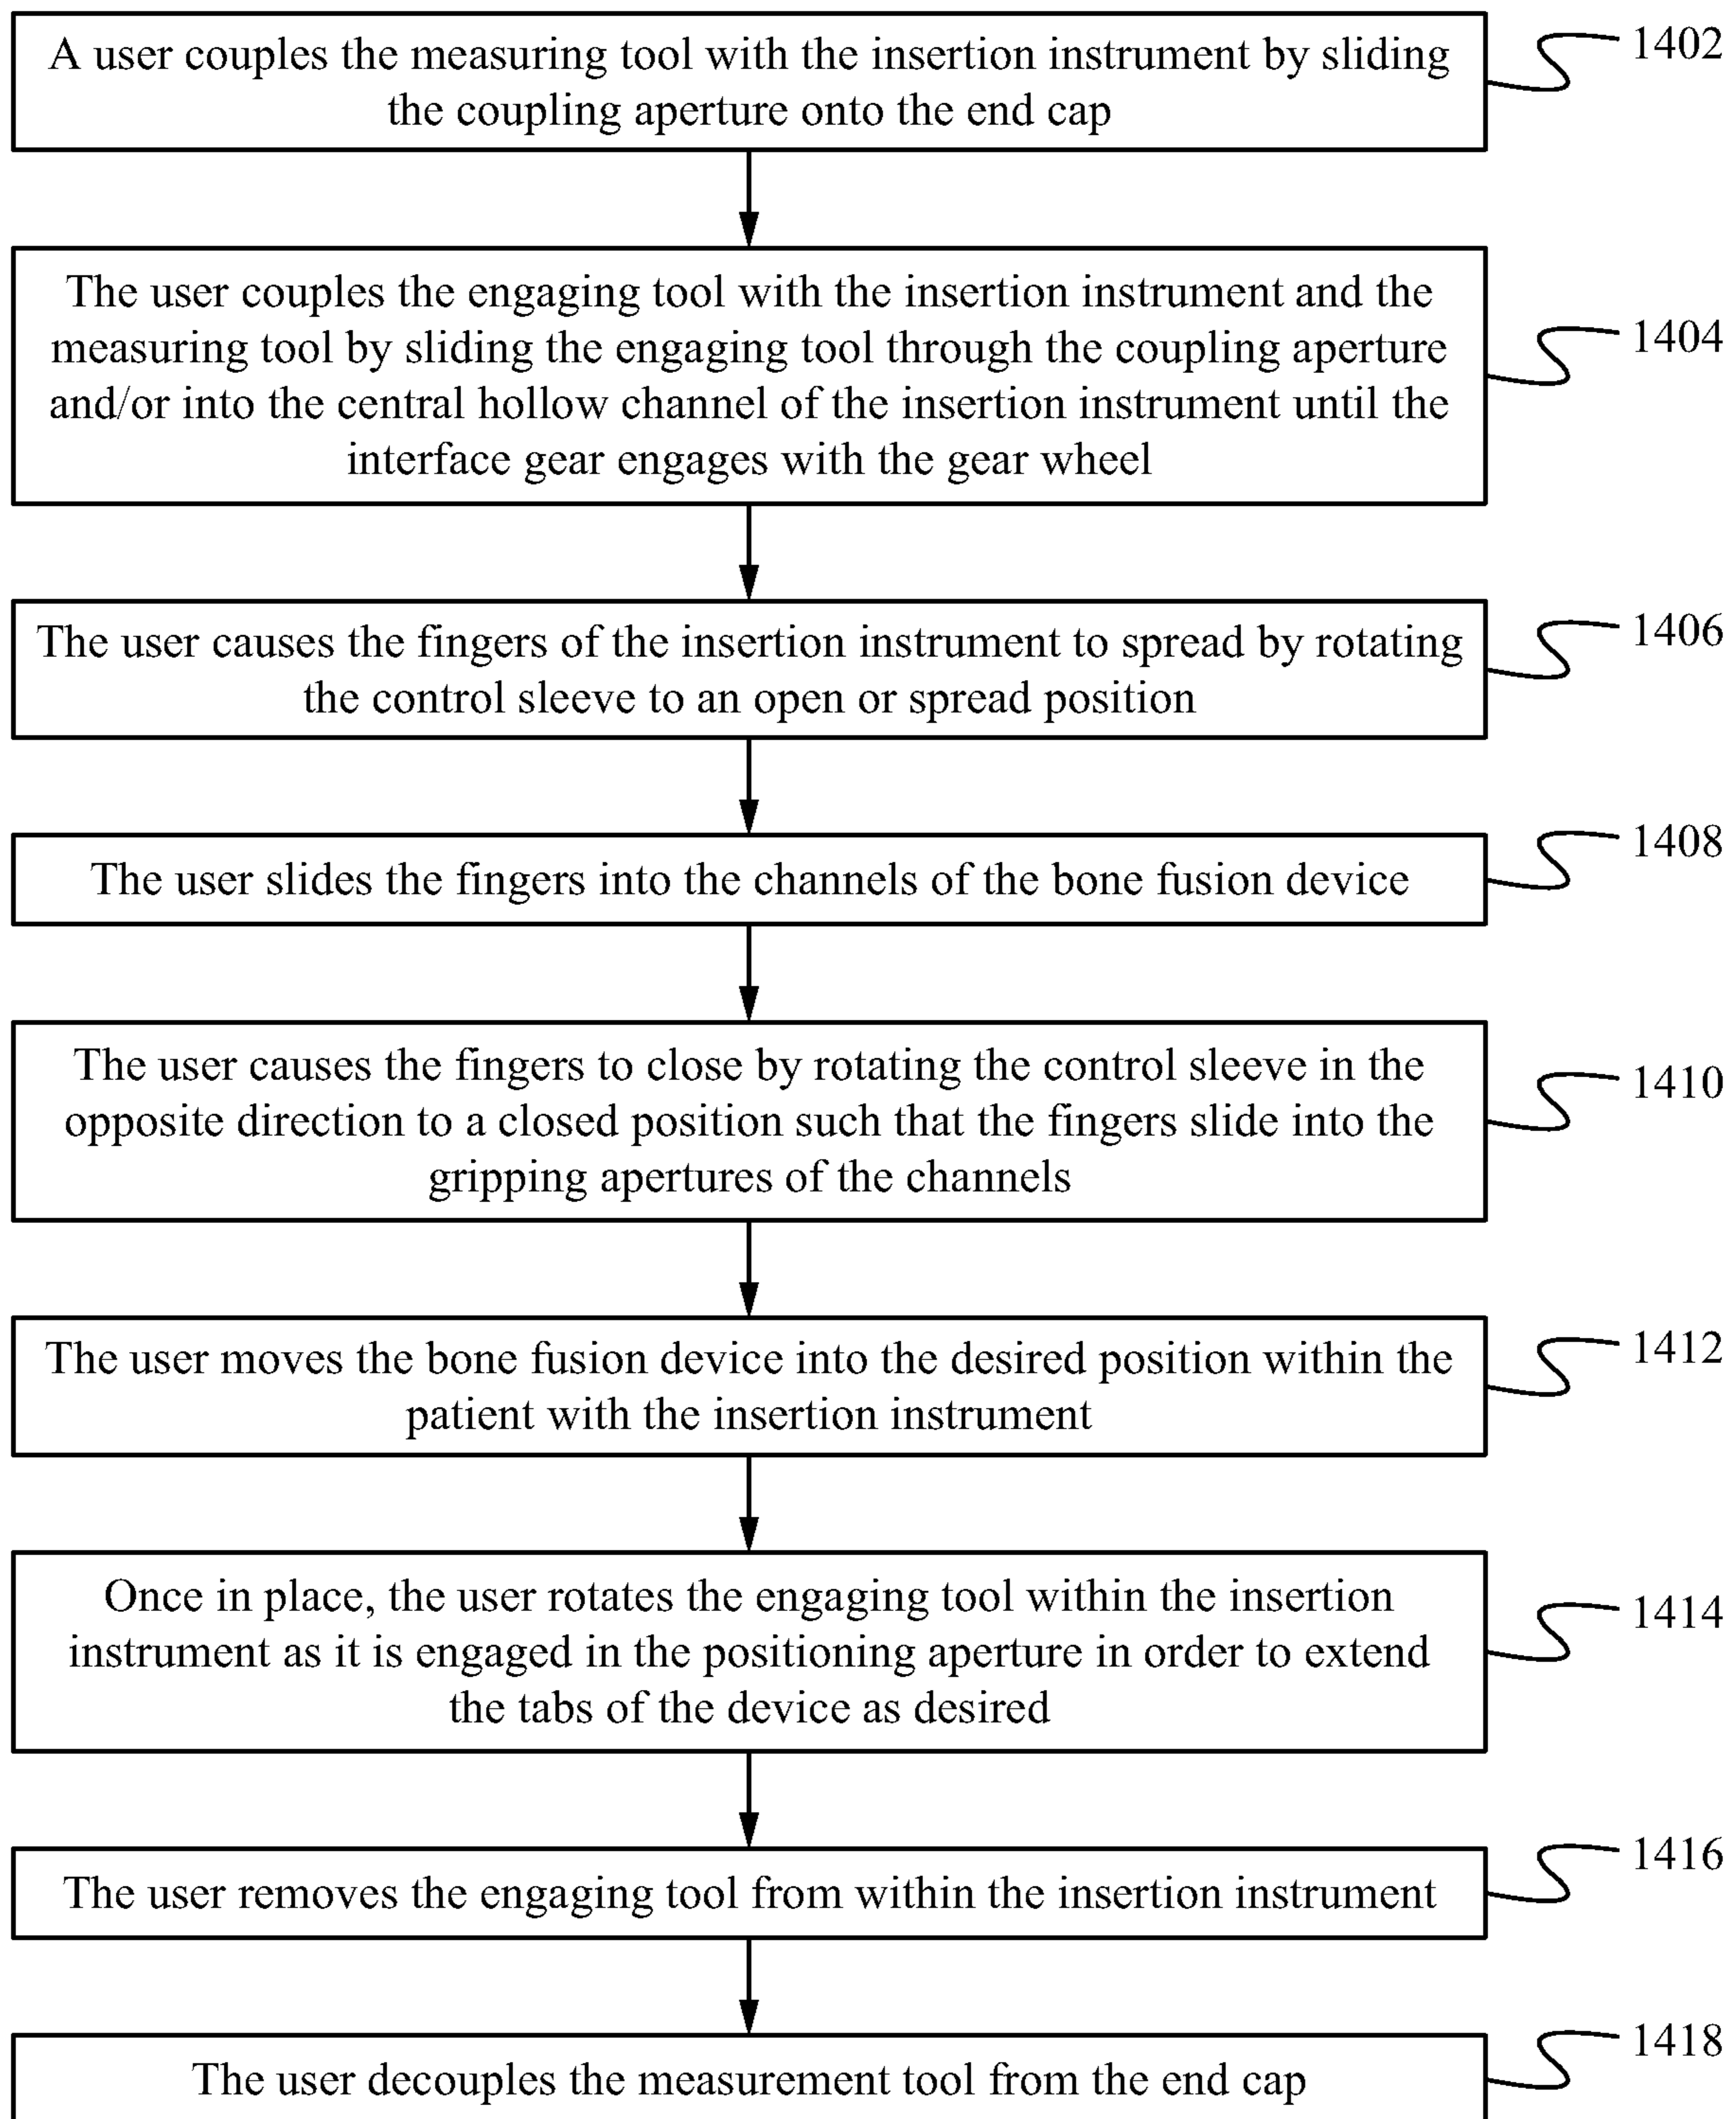 A user couples the measuring tool with the insertion instrument by sliding
the coupling aperture onto the end cap
1402
The user couples the engaging tool with the insertion instrument and the
measuring tool by sliding the engaging tool through the coupling aperture
and/or into the central hollow channel of the insertion instrument until the
interface gear engages with the gear wheel
1404
The user causes the fingers of the insertion instrument to spread by rotating
the control sleeve to an open or spread position
1406
The user slides the fingers into the channels of the bone fusion device
1408
The user causes the fingers to close by rotating the control sleeve in the
opposite direction to a closed position such that the fingers slide into the
gripping apertures of the channels
1410
The user moves the bone fusion device into the desired position within the
patient with the insertion instrument
1412
Once in place, the user rotates the engaging tool within the insertion
instrument as it is engaged in the positioning aperture in order to extend
the tabs of the device as desired
1414
The user removes the engaging tool from within the insertion instrument
1416
The user decouples the measurement tool from the end cap
1418